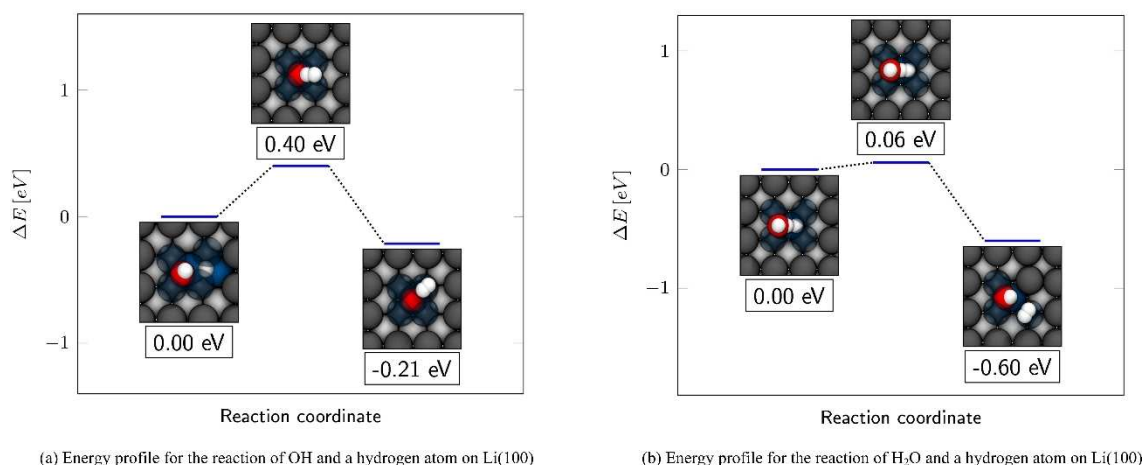 1
0
−1
ΔE [eV]
0.40 eV
0.00 eV
-0.21 eV
Reaction coordinate
(a) Energy profile for the reaction of OH and a hydrogen atom on Li(100)
1
0
−1
ΔE [eV]
0.06 eV
0.00 eV
-0.60 eV
Reaction coordinate
(b) Energy profile for the reaction of H₂O and a hydrogen atom on Li(100)